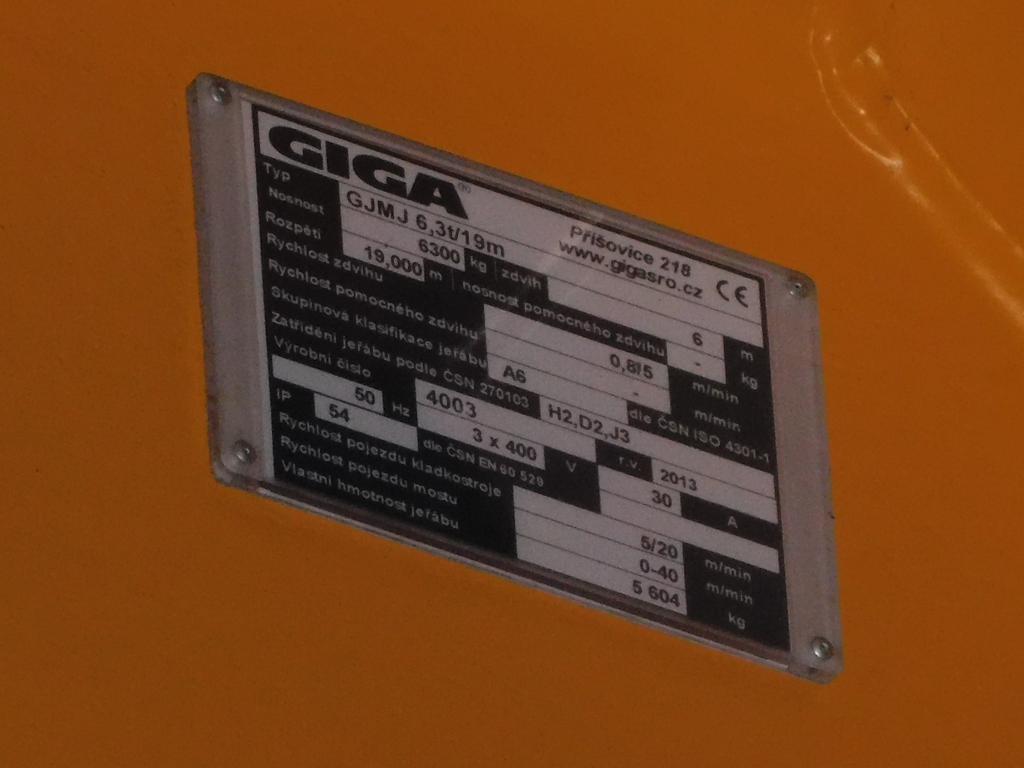 GIGA®
Přišovice 218
www.gigasro.cz
CE
Typ GJMJ 6,3t/19m
Nosnost 6300 kg zdvih 6 m
Rozpětí 19,000 m nosnost pomocného zdvihu - kg
Rychlost zdvihu 0,8/5 m/min
Rychlost pomocného zdvihu - m/min
Skupinová klasifikace jeřábu A6 dle ČSN ISO 4301-1
Zatřídění jeřábu podle ČSN 270103 H2,D2,J3
Výrobní číslo 4003 r.v. 2013
50 Hz 3 x 400 V 30 A
IP 54 dle ČSN EN 60 529
Rychlost pojezdu kladkostroje 5/20 m/min
Rychlost pojezdu mostu 0-40 m/min
Vlastní hmotnost jeřábu 5 604 kg